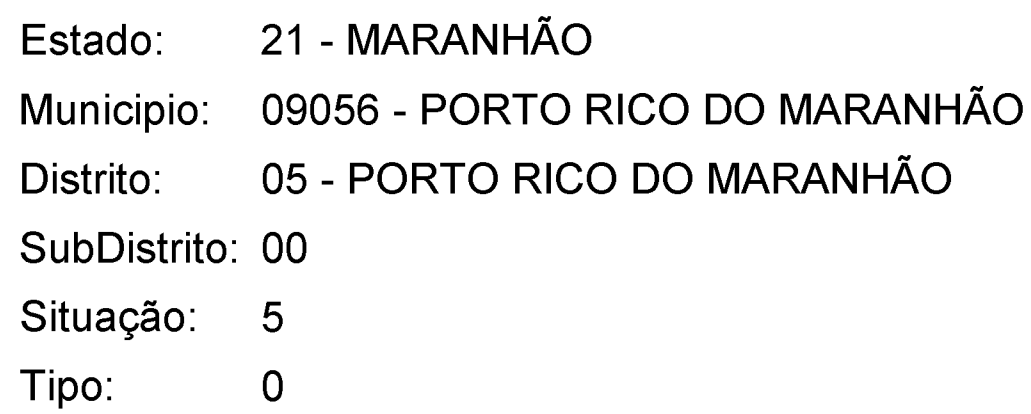 Estado: 21 - MARANHÃO
Municipio: 09056 - PORTO RICO DO MARANHÃO
Distrito: 05 - PORTO RICO DO MARANHÃO
SubDistrito: 00
Situação: 5
Tipo: 0